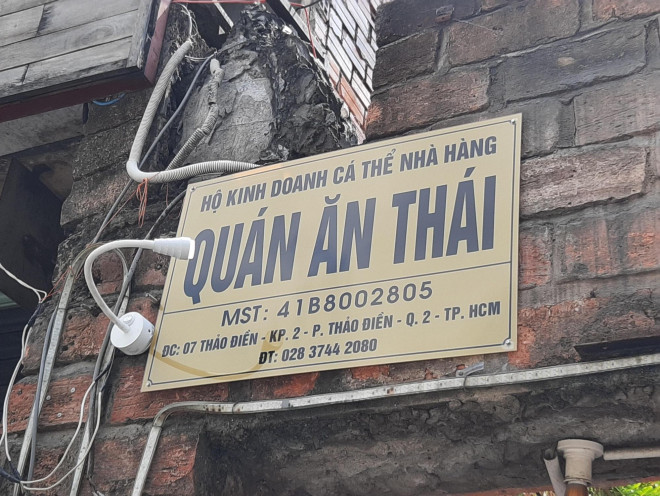 HỘ KINH DOANH CÁ THỂ NHÀ HÀNG
QUÁN ĂN THÁI
MST: 41B8002805
ĐC: 07 THẢO ĐIỀN - KP. 2 - P. THẢO ĐIỀN - Q. 2 - TP. HCM
ĐT: 028 3744 2080